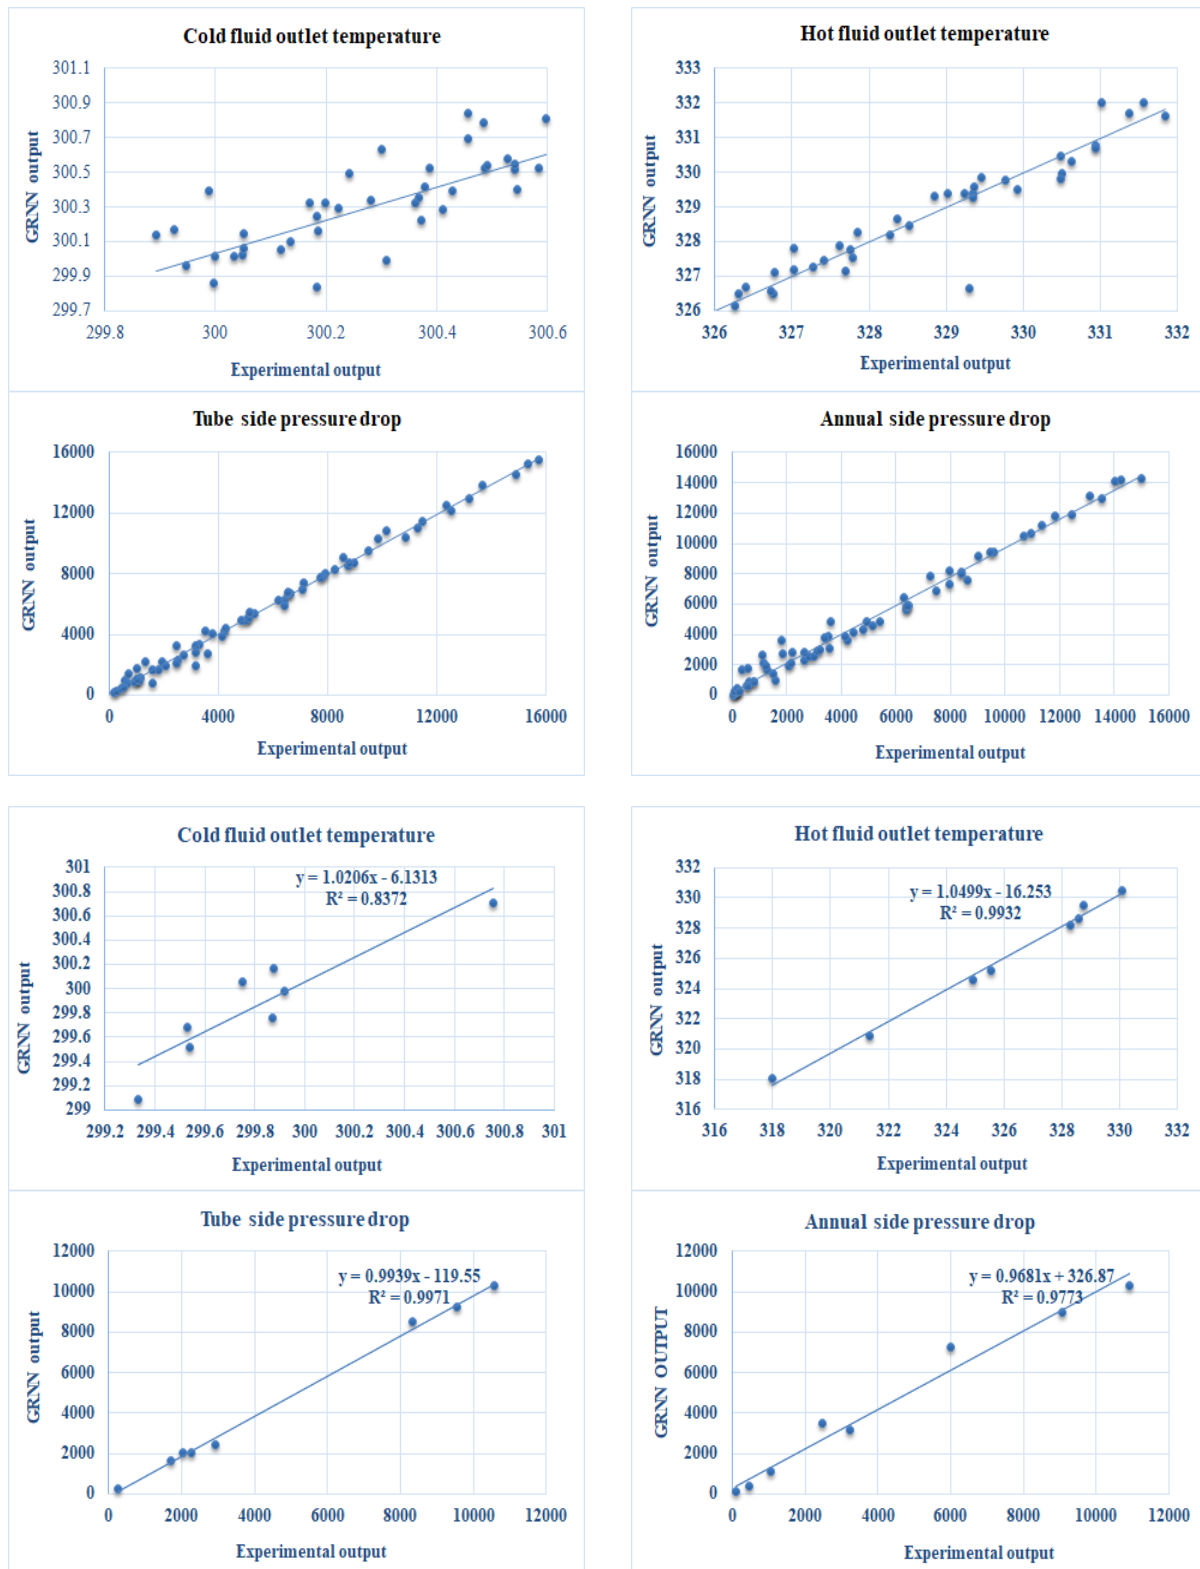 Cold fluid outlet temperature
GRNN output
301.1
300.9
300.7
300.5
300.3
300.1
299.9
299.7
299.8 300 300.2 300.4 300.6
Experimental output
Hot fluid outlet temperature
GRNN output
333
332
331
330
329
328
327
326
326 327 328 329 330 331 332
Experimental output
Tube side pressure drop
GRNN output
16000
12000
8000
4000
0
0 4000 8000 12000 16000
Experimental output
Annual side pressure drop
GRNN output
16000
14000
12000
10000
8000
6000
4000
2000
0
0 2000 4000 6000 8000 10000 12000 14000 16000
Experimental output
Cold fluid outlet temperature
GRNN output
301
300.8
300.6
300.4
300.2
300
299.8
299.6
299.4
299.2
299
y = 1.0206x - 6.1313
R² = 0.8372
299.2 299.4 299.6 299.8 300 300.2 300.4 300.6 300.8 301
Experimental output
Hot fluid outlet temperature
GRNN output
332
330
328
326
324
322
320
318
316
y = 1.0499x - 16.253
R² = 0.9932
316 318 320 322 324 326 328 330 332
Experimental output
Tube side pressure drop
GRNN output
12000
10000
8000
6000
4000
2000
0
y = 0.9939x - 119.55
R² = 0.9971
0 2000 4000 6000 8000 10000 12000
Experimental output
Annual side pressure drop
GRNN OUTPUT
12000
10000
8000
6000
4000
2000
0
y = 0.9681x + 326.87
R² = 0.9773
0 2000 4000 6000 8000 10000 12000
Experimental output